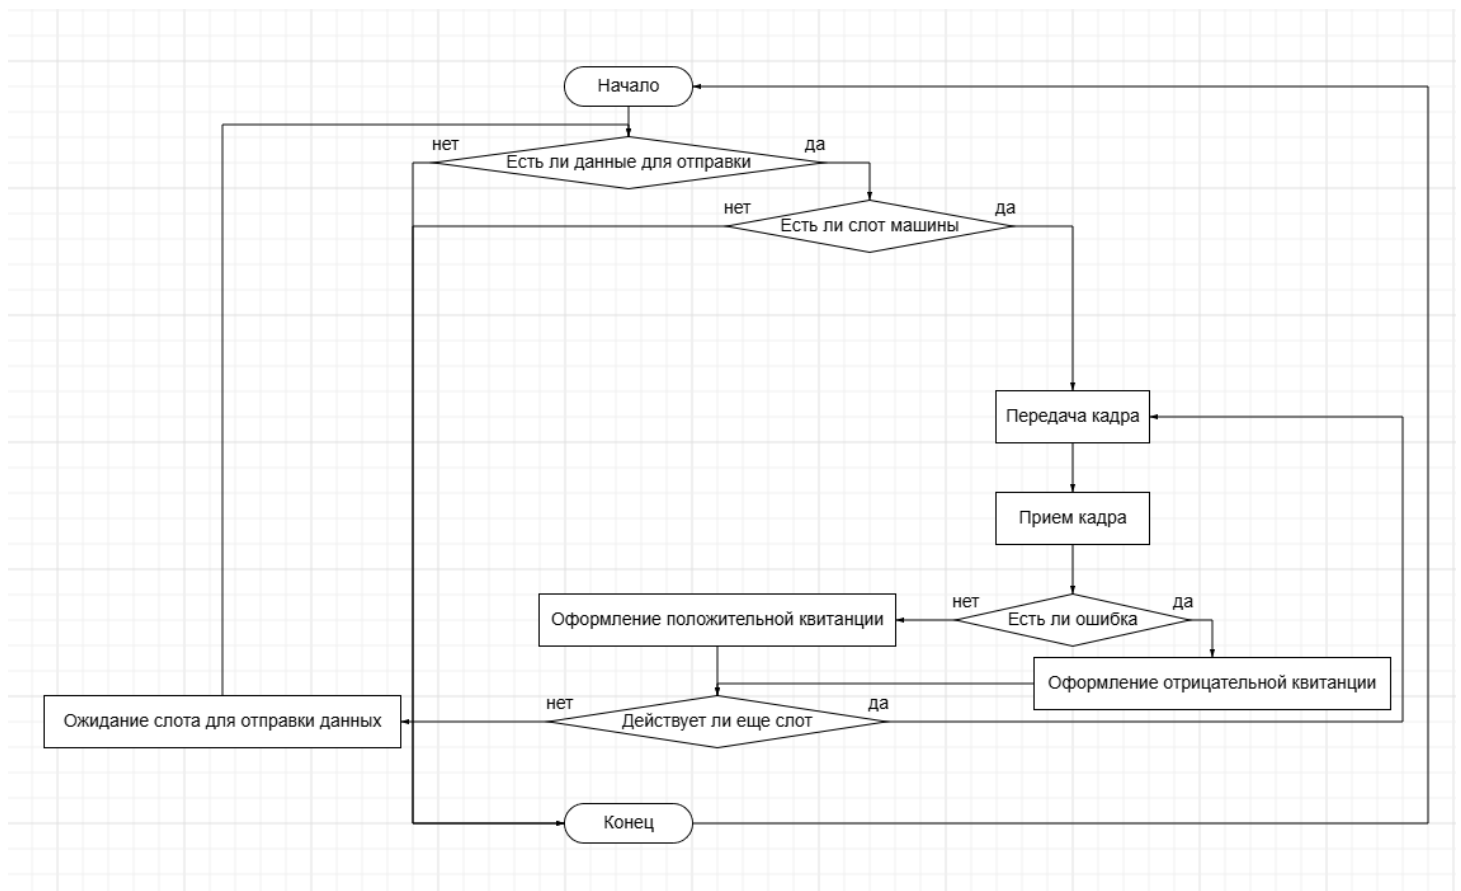 Начало
нет
да
Есть ли данные для отправки
нет
да
Есть ли слот машины
Передача кадра
Прием кадра
нет
да
Есть ли ошибка
Оформление положительной квитанции
Оформление отрицательной квитанции
нет
да
Действует ли еще слот
Ожидание слота для отправки данных
Конец